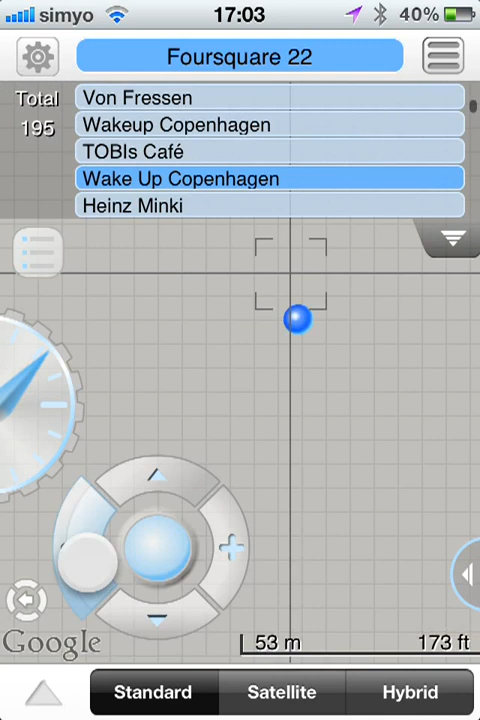 simyo 17:03 40%
Foursquare 22
Total
195
Von Fressen
Wakeup Copenhagen
TOBIs Café
Wake Up Copenhagen
Heinz Minki
Google
53 m 173 ft
Standard Satellite Hybrid